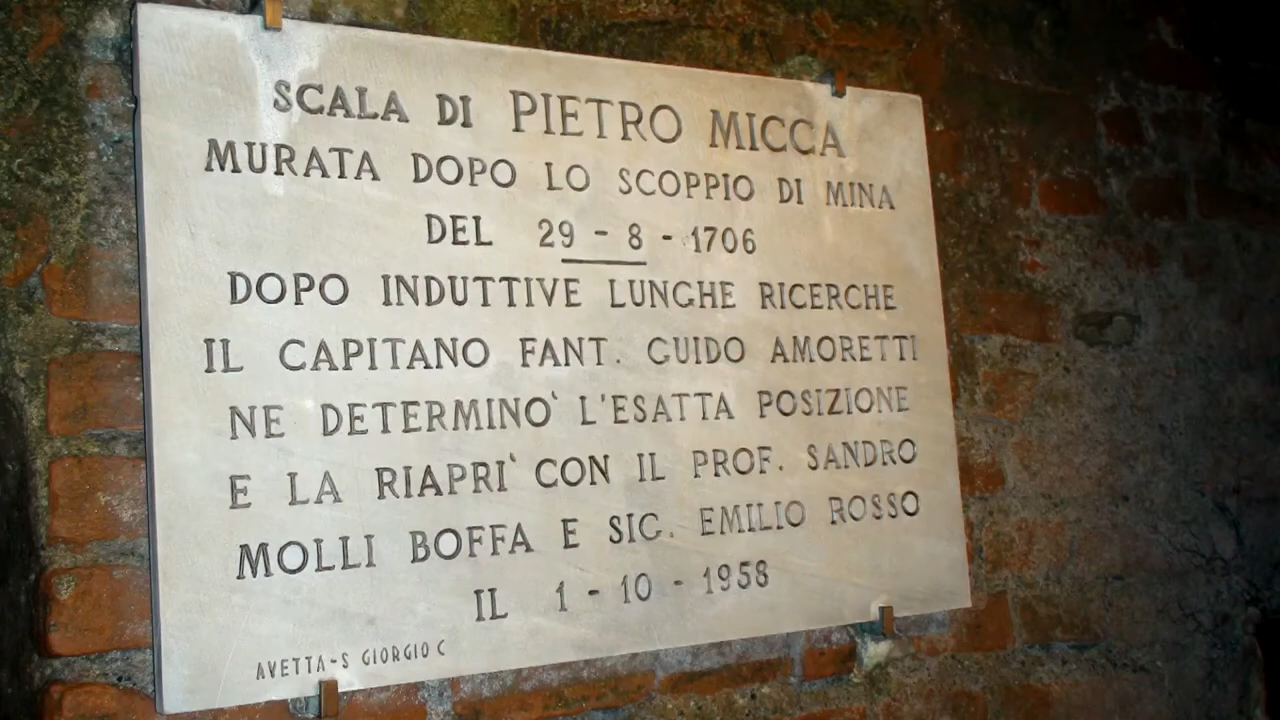 SCALA DI PIETRO MICCA
MURATA DOPO LO SCOPPIO DI MINA
DEL 29 - 8 - 1706
DOPO INDUTTIVE LUNGHE RICERCHE
IL CAPITANO FANT. GUIDO AMORETTI
NE DETERMINO' L'ESATTA POSIZIONE
E LA RIAPRI' CON IL PROF. SANDRO
MOLLI BOFFA E SIG. EMILIO ROSSO
IL 1 - 10 - 1958
AVETTA-S GIORGIO C